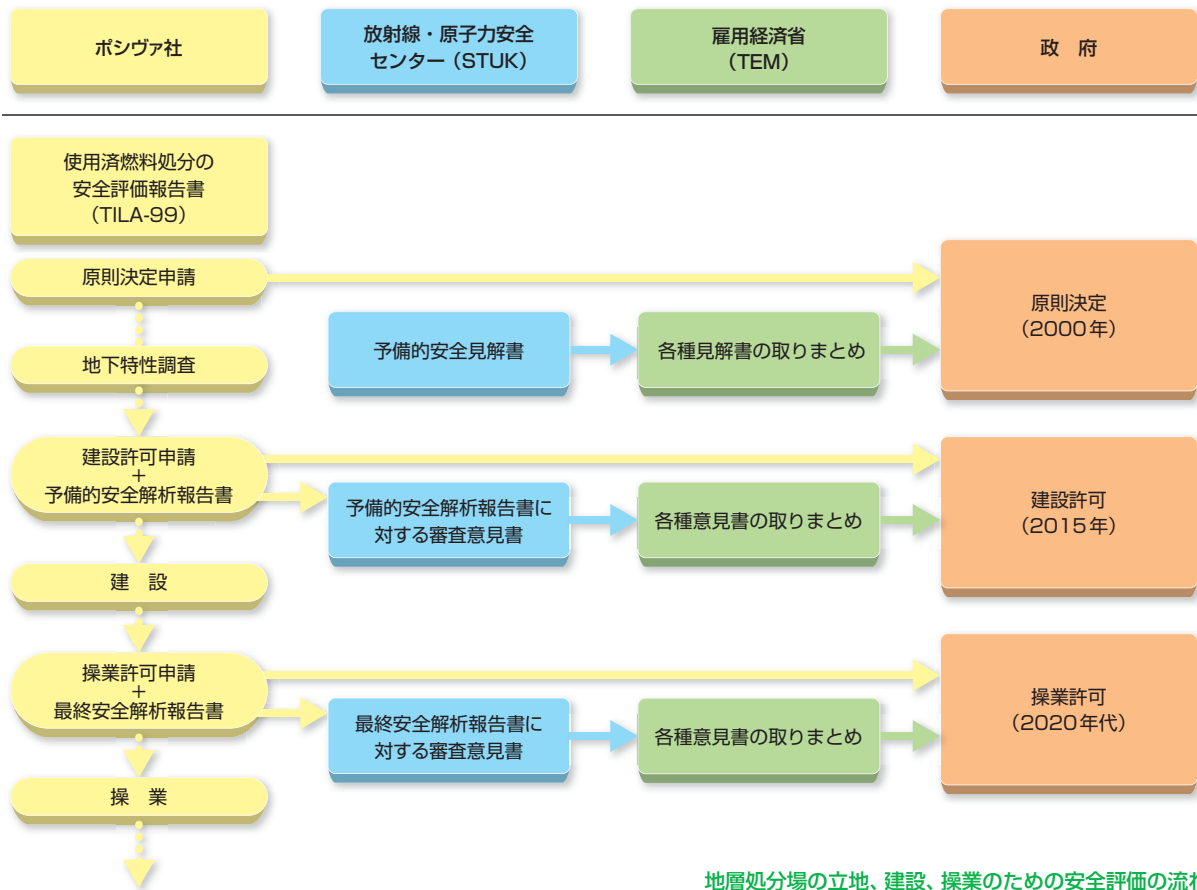 ポシヴァ社
放射線・原子力安全
センター（STUK）
雇用経済省
（TEM）
政　府
使用済燃料処分の
安全評価報告書
（TILA-99）
原則決定申請
原則決定
（2000年）
予備的安全見解書
各種見解書の取りまとめ
地下特性調査
建設許可申請
+
予備的安全解析報告書
予備的安全解析報告書に
対する審査意見書
各種意見書の取りまとめ
建設許可
（2015年）
建　設
操業許可申請
+
最終安全解析報告書
最終安全解析報告書に
対する審査意見書
各種意見書の取りまとめ
操業許可
（2020年代）
操　業
地層処分場の立地、建設、操業のための安全評価の流